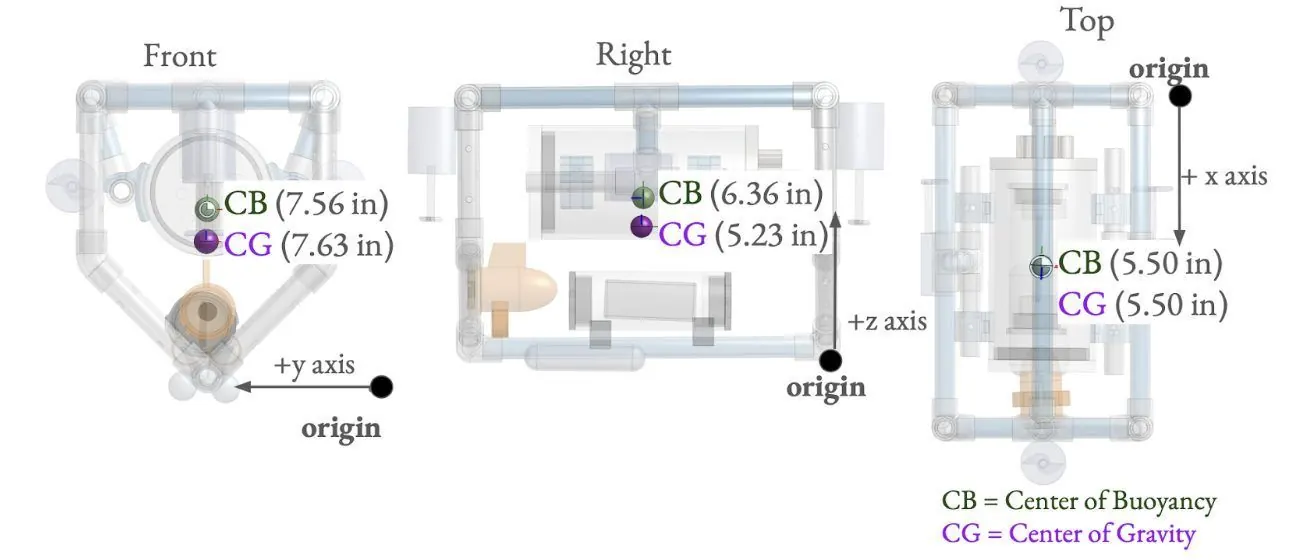 Front
CB (7.56 in)
CG (7.63 in)
+y axis
origin
Right
CB (6.36 in)
CG (5.23 in)
+z axis
origin
Top
origin
+ x axis
CB (5.50 in)
CG (5.50 in)
CB = Center of Buoyancy
CG = Center of Gravity